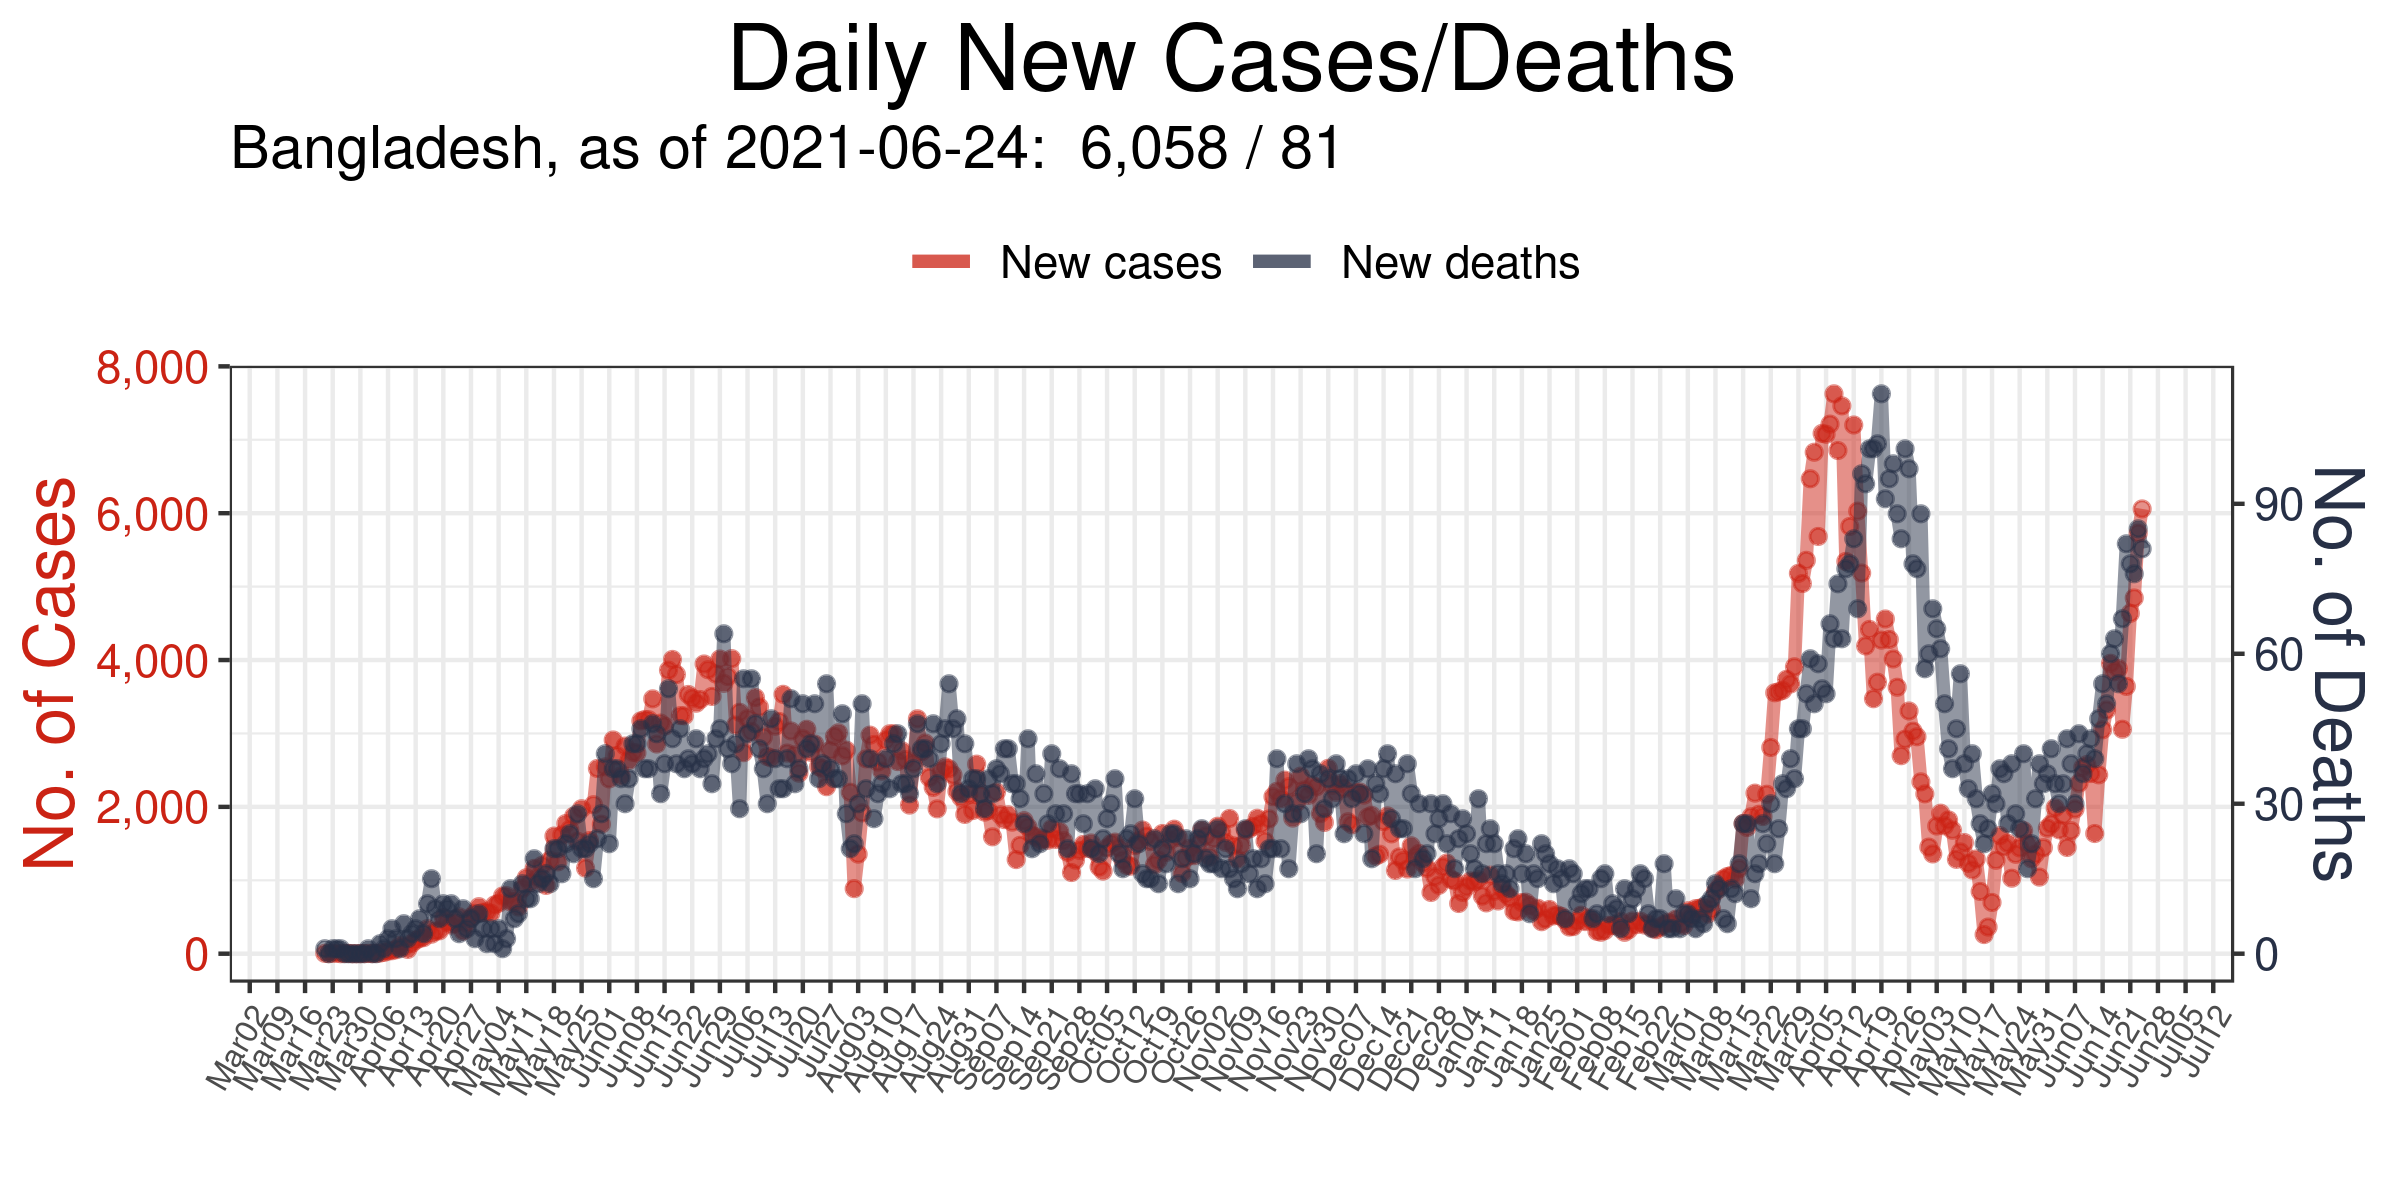 Daily New Cases/Deaths
Bangladesh, as of 2021-06-24:  6,058 / 81
New cases
New deaths
No. of Cases
8,000
6,000
4,000
2,000
0
90
60
30
0
No. of Deaths
Mar02
Mar09
Mar16
Mar23
Mar30
Apr06
Apr13
Apr20
Apr27
May04
May11
May18
May25
Jun01
Jun08
Jun15
Jun22
Jun29
Jul06
Jul13
Jul20
Jul27
Aug03
Aug10
Aug17
Aug24
Aug31
Sep07
Sep14
Sep21
Sep28
Oct05
Oct12
Oct19
Oct26
Nov02
Nov09
Nov16
Nov23
Nov30
Dec07
Dec14
Dec21
Dec28
Jan04
Jan11
Jan18
Jan25
Feb01
Feb08
Feb15
Feb22
Mar01
Mar08
Mar15
Mar22
Mar29
Apr05
Apr12
Apr19
Apr26
May03
May10
May17
May24
May31
Jun07
Jun14
Jun21
Jun28
Jul05
Jul12